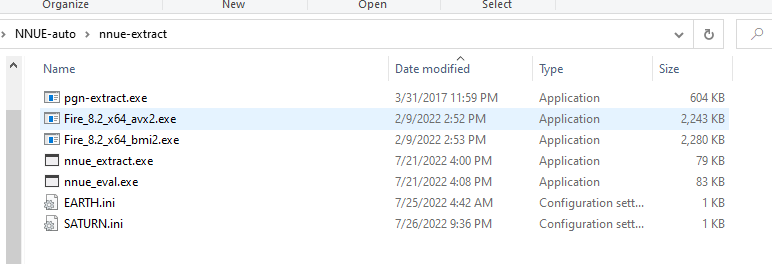 Organize New Open Select
NNUE-auto > nnue-extract
Name Date modified Type Size
pgn-extract.exe 3/31/2017 11:59 PM Application 604 KB
Fire_8.2_x64_avx2.exe 2/9/2022 2:52 PM Application 2,243 KB
Fire_8.2_x64_bmi2.exe 2/9/2022 2:53 PM Application 2,280 KB
nnue_extract.exe 7/21/2022 4:00 PM Application 79 KB
nnue_eval.exe 7/21/2022 4:08 PM Application 83 KB
EARTH.ini 7/25/2022 4:42 AM Configuration sett... 1 KB
SATURN.ini 7/26/2022 9:36 PM Configuration sett... 1 KB